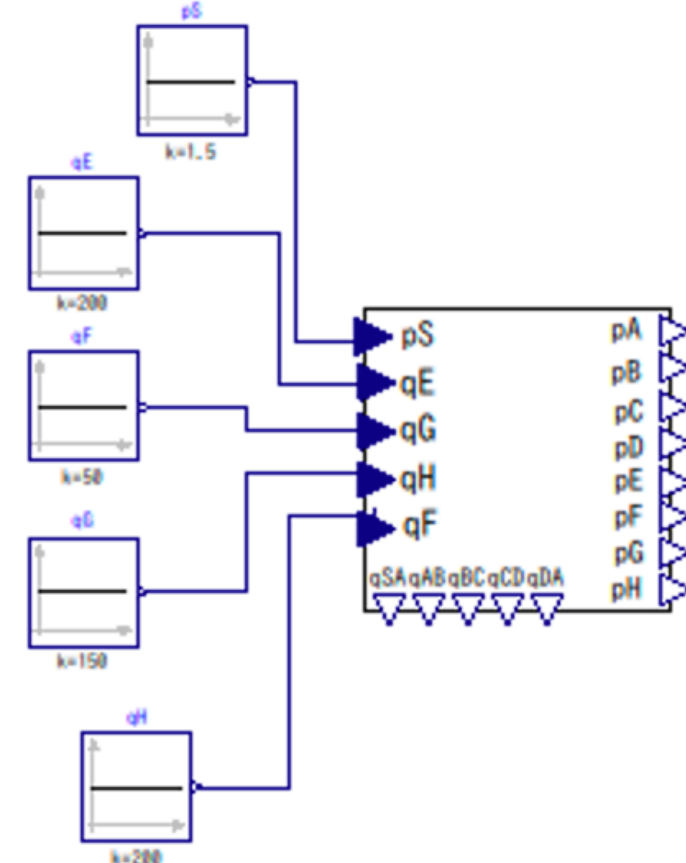 pS
k=1.5
qE
k=200
qF
k=50
qG
k=150
qH
k=200
pS
qE
qG
qH
qF
qSA qAB qBC qCD qDA
pA
pB
pC
pD
pE
pF
pG
pH